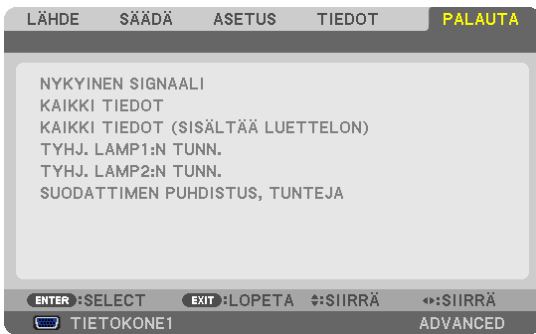 LÄHDE SÄÄDÄ ASETUS TIEDOT PALAUTA
NYKYINEN SIGNAALI
KAIKKI TIEDOT
KAIKKI TIEDOT (SISÄLTÄÄ LUETTELON)
TYHJ. LAMP1:N TUNN.
TYHJ. LAMP2:N TUNN.
SUODATTIMEN PUHDISTUS, TUNTEJA
ENTER :SELECT EXIT :LOPETA :SIIRRÄ :SIIRRÄ
TIETOKONE1 ADVANCED